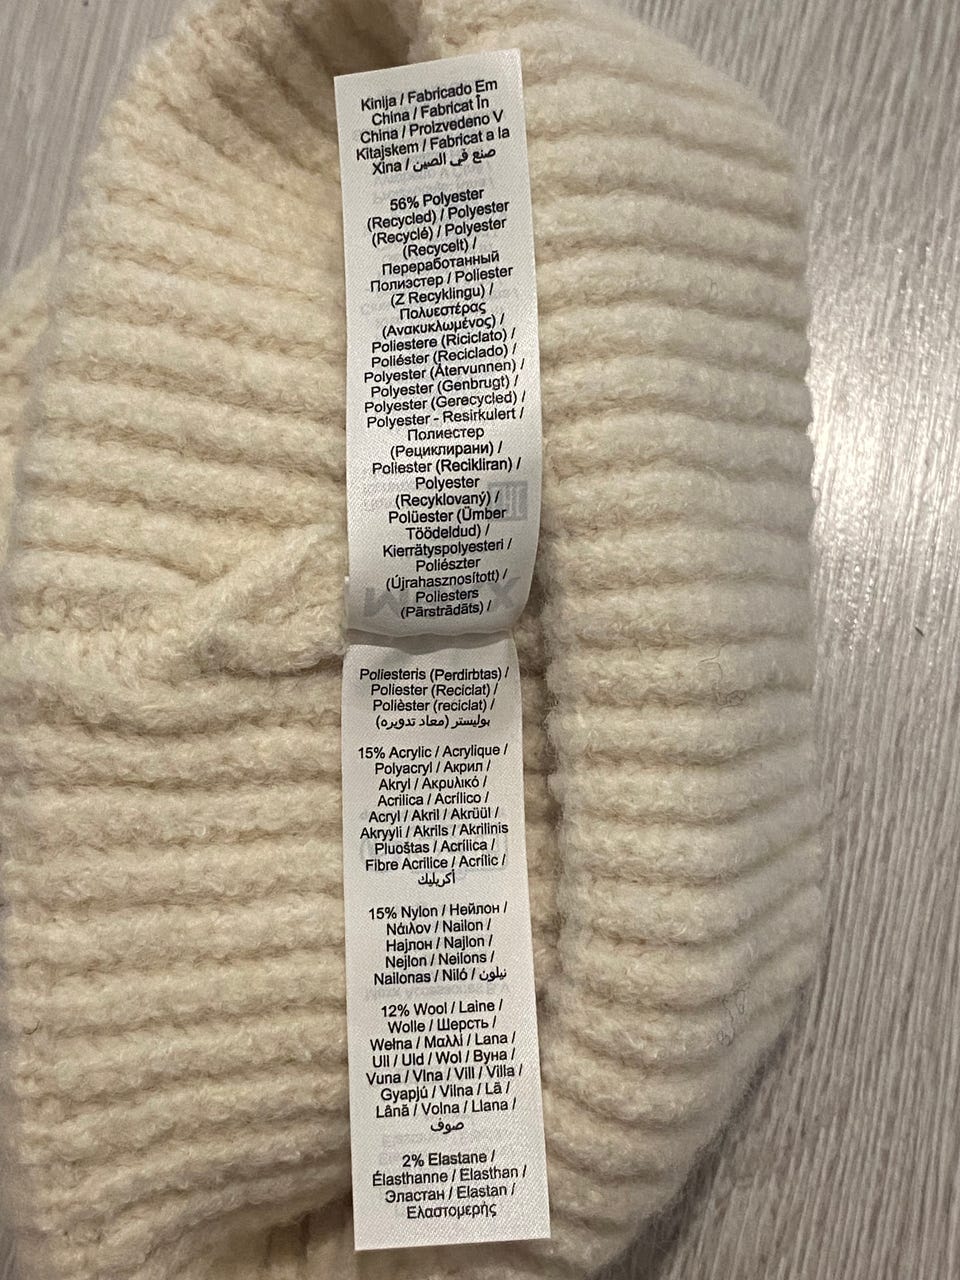 Kinija / Fabricado Em
China / Fabricat În
China / Proizvedeno V
Kitajskem / Fabricat a la
Xina / صنع في الصين
56% Polyester
(Recycled) / Polyester
(Recyclé) / Polyester
(Recycelt) /
Переработанный
Полиэстер / Poliester
(Z Recyklingu) /
Πολυεστέρας
(Ανακυκλωμένος) /
Poliestere (Riciclato) /
Poliéster (Reciclado) /
Polyester (Återvunnen) /
Polyester (Genbrugt) /
Polyester (Gerecycled) /
Polyester - Resirkulert /
Полиестер
(Рециклирани) /
Poliester (Recikliran) /
Polyester
(Recyklovaný) /
Polüester (Ümber
Töödeldud) /
Kierrätyspolyesteri /
Poliészter
(Újrahasznosított) /
Poliesters
(Pārstrādāts) /
Poliesteris (Perdirbtas) /
Poliester (Reciclat) /
Polièster (reciclat) /
بوليستر (معاد تدويره)
15% Acrylic / Acrylique /
Polyacryl / Акрил /
Akryl / Ακρυλικό /
Acrilica / Acrílico /
Acryl / Akril / Akrüül /
Akryyli / Akrils / Akrilinis
Pluoštas / Acrílica /
Fibre Acrilice / Acrílic /
أكريليك
15% Nylon / Нейлон /
Νάιλον / Nailon /
Најлон / Najlon /
Nejlon / Neilons /
Nailonas / Niló / نيلون
12% Wool / Laine /
Wolle / Шерсть /
Wełna / Μαλλί / Lana /
Ull / Uld / Wol / Вуна /
Vuna / Vlna / Vill / Villa /
Gyapjú / Vilna / Lã /
Lână / Volna / Llana /
صوف
2% Elastane /
Élasthanne / Elasthan /
Эластан / Elastan /
Ελαστομερής